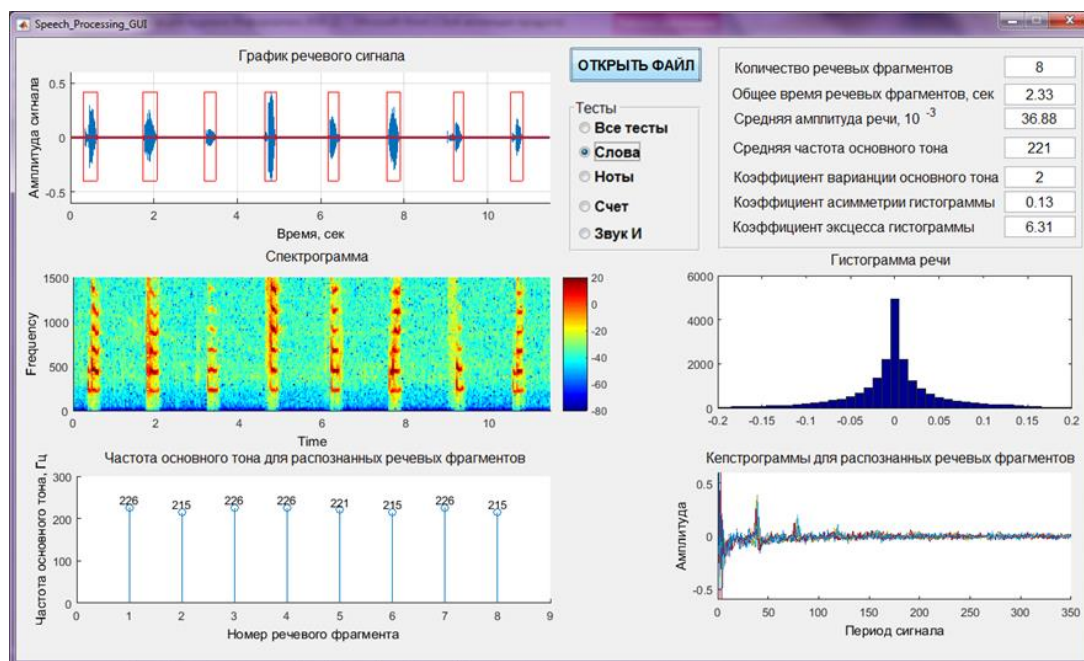 Speech_Processing_GUI
График речевого сигнала
Амплитуда сигнала
0.5
0
-0.5
0 2 4 6 8 10
Время, сек
ОТКРЫТЬ ФАЙЛ
Тесты
Все тесты
Слова
Ноты
Счет
Звук И
Количество речевых фрагментов 8
Общее время речевых фрагментов, сек 2.33
Средняя амплитуда речи, 10 -3 36.88
Средняя частота основного тона 221
Коэффициент вариации основного тона 2
Коэффициент асимметрии гистограммы 0.13
Коэффициент эксцесса гистограммы 6.31
Спектрограмма
Frequency
1500
1000
500
0
0 2 4 6 8 10
Time
20
0
-20
-40
-60
-80
Гистограмма речи
6000
4000
2000
0
-0.2 -0.15 -0.1 -0.05 0 0.05 0.1 0.15 0.2
Частота основного тона для распознанных речевых фрагментов
Частота основного тона, Гц
300
200
100
0
226 215 226 226 221 215 226 215
0 1 2 3 4 5 6 7 8 9
Номер речевого фрагмента
Кепстрограммы для распознанных речевых фрагментов
Амплитуда
0.5
0
-0.5
0 50 100 150 200 250 300 350
Период сигнала